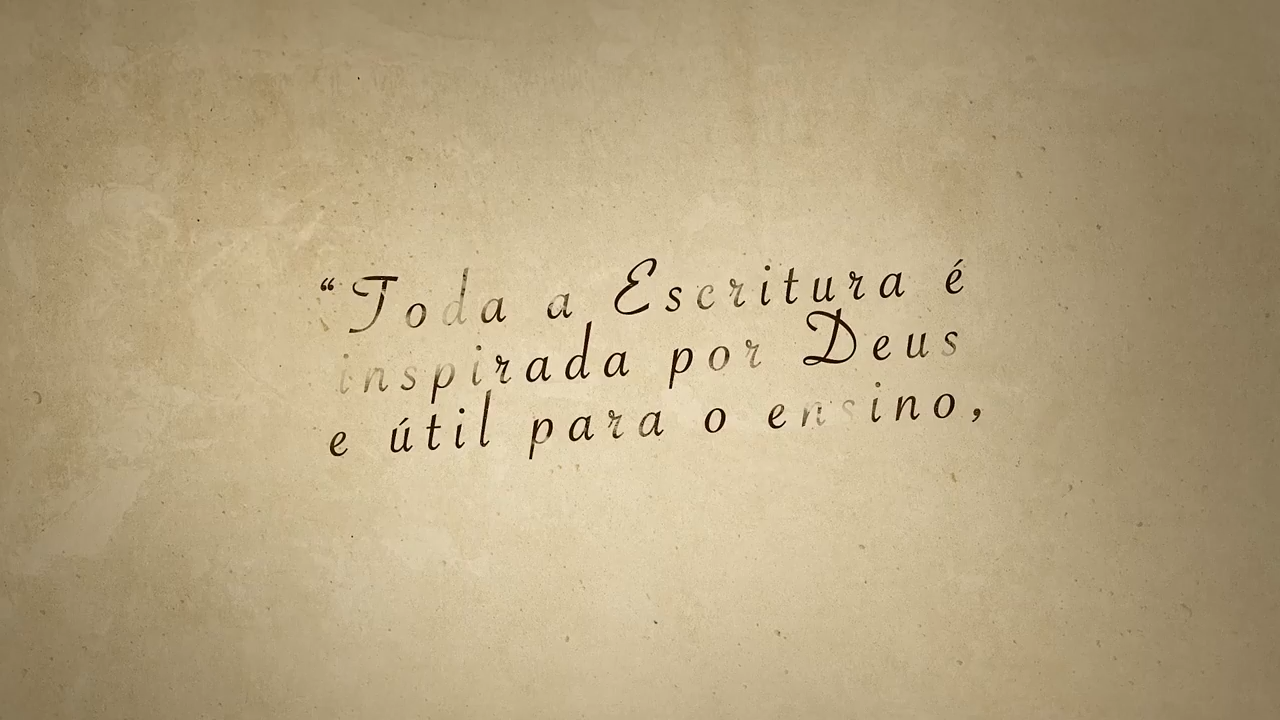 “Toda a Escritura é
inspirada por Deus
e útil para o ensino,